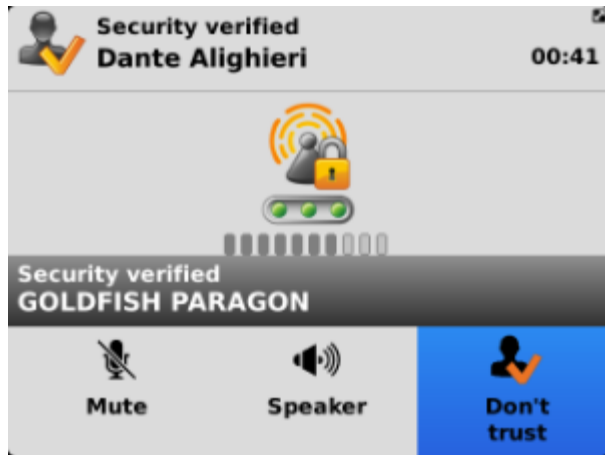 Security verified
Dante Alighieri
00:41
Security verified
GOLDFISH PARAGON
Mute
Speaker
Don't
trust